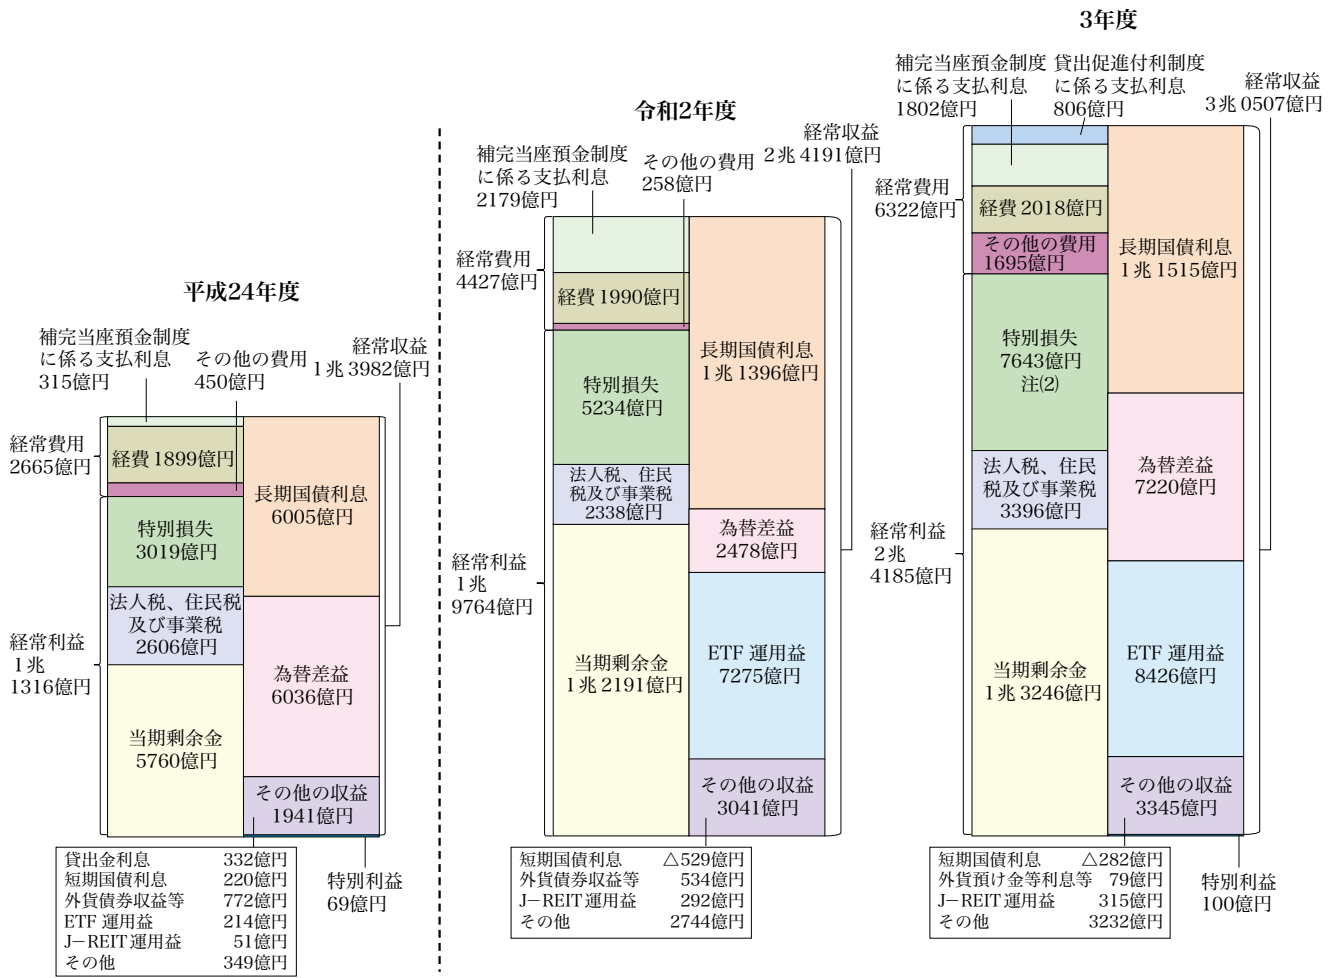 平成24年度
補完当座預金制度
に係る支払利息
315億円
その他の費用
450億円
経常収益
1兆3982億円
経常費用
2665億円
経費 1899億円
特別損失
3019億円
法人税、住民税
及び事業税
2606億円
経常利益
1兆
1316億円
当期剰余金
5760億円
長期国債利息
6005億円
為替差益
6036億円
その他の収益
1941億円
貸出金利息 332億円
短期国債利息 220億円
外貨債券収益等 772億円
ETF 運用益 214億円
J−REIT運用益 51億円
その他 349億円
特別利益
69億円
令和2年度
補完当座預金制度
に係る支払利息
2179億円
その他の費用
258億円
経常収益
2兆4191億円
経常費用
4427億円
経費 1990億円
特別損失
5234億円
法人税、住民
税及び事業税
2338億円
経常利益
1兆
9764億円
当期剰余金
1兆2191億円
長期国債利息
1兆1396億円
為替差益
2478億円
ETF 運用益
7275億円
その他の収益
3041億円
短期国債利息 △529億円
外貨債券収益等 534億円
J−REIT運用益 292億円
その他 2744億円
3年度
補完当座預金制度
に係る支払利息
1802億円
貸出促進付利制度
に係る支払利息
806億円
経常収益
3兆0507億円
経常費用
6322億円
経費 2018億円
その他の費用
1695億円
特別損失
7643億円
注(2)
法人税、住民
税及び事業税
3396億円
経常利益
2兆
4185億円
当期剰余金
1兆3246億円
長期国債利息
1兆1515億円
為替差益
7220億円
ETF 運用益
8426億円
その他の収益
3345億円
短期国債利息 △282億円
外貨預け金等利息等 79億円
J−REIT運用益 315億円
その他 3232億円
特別利益
100億円